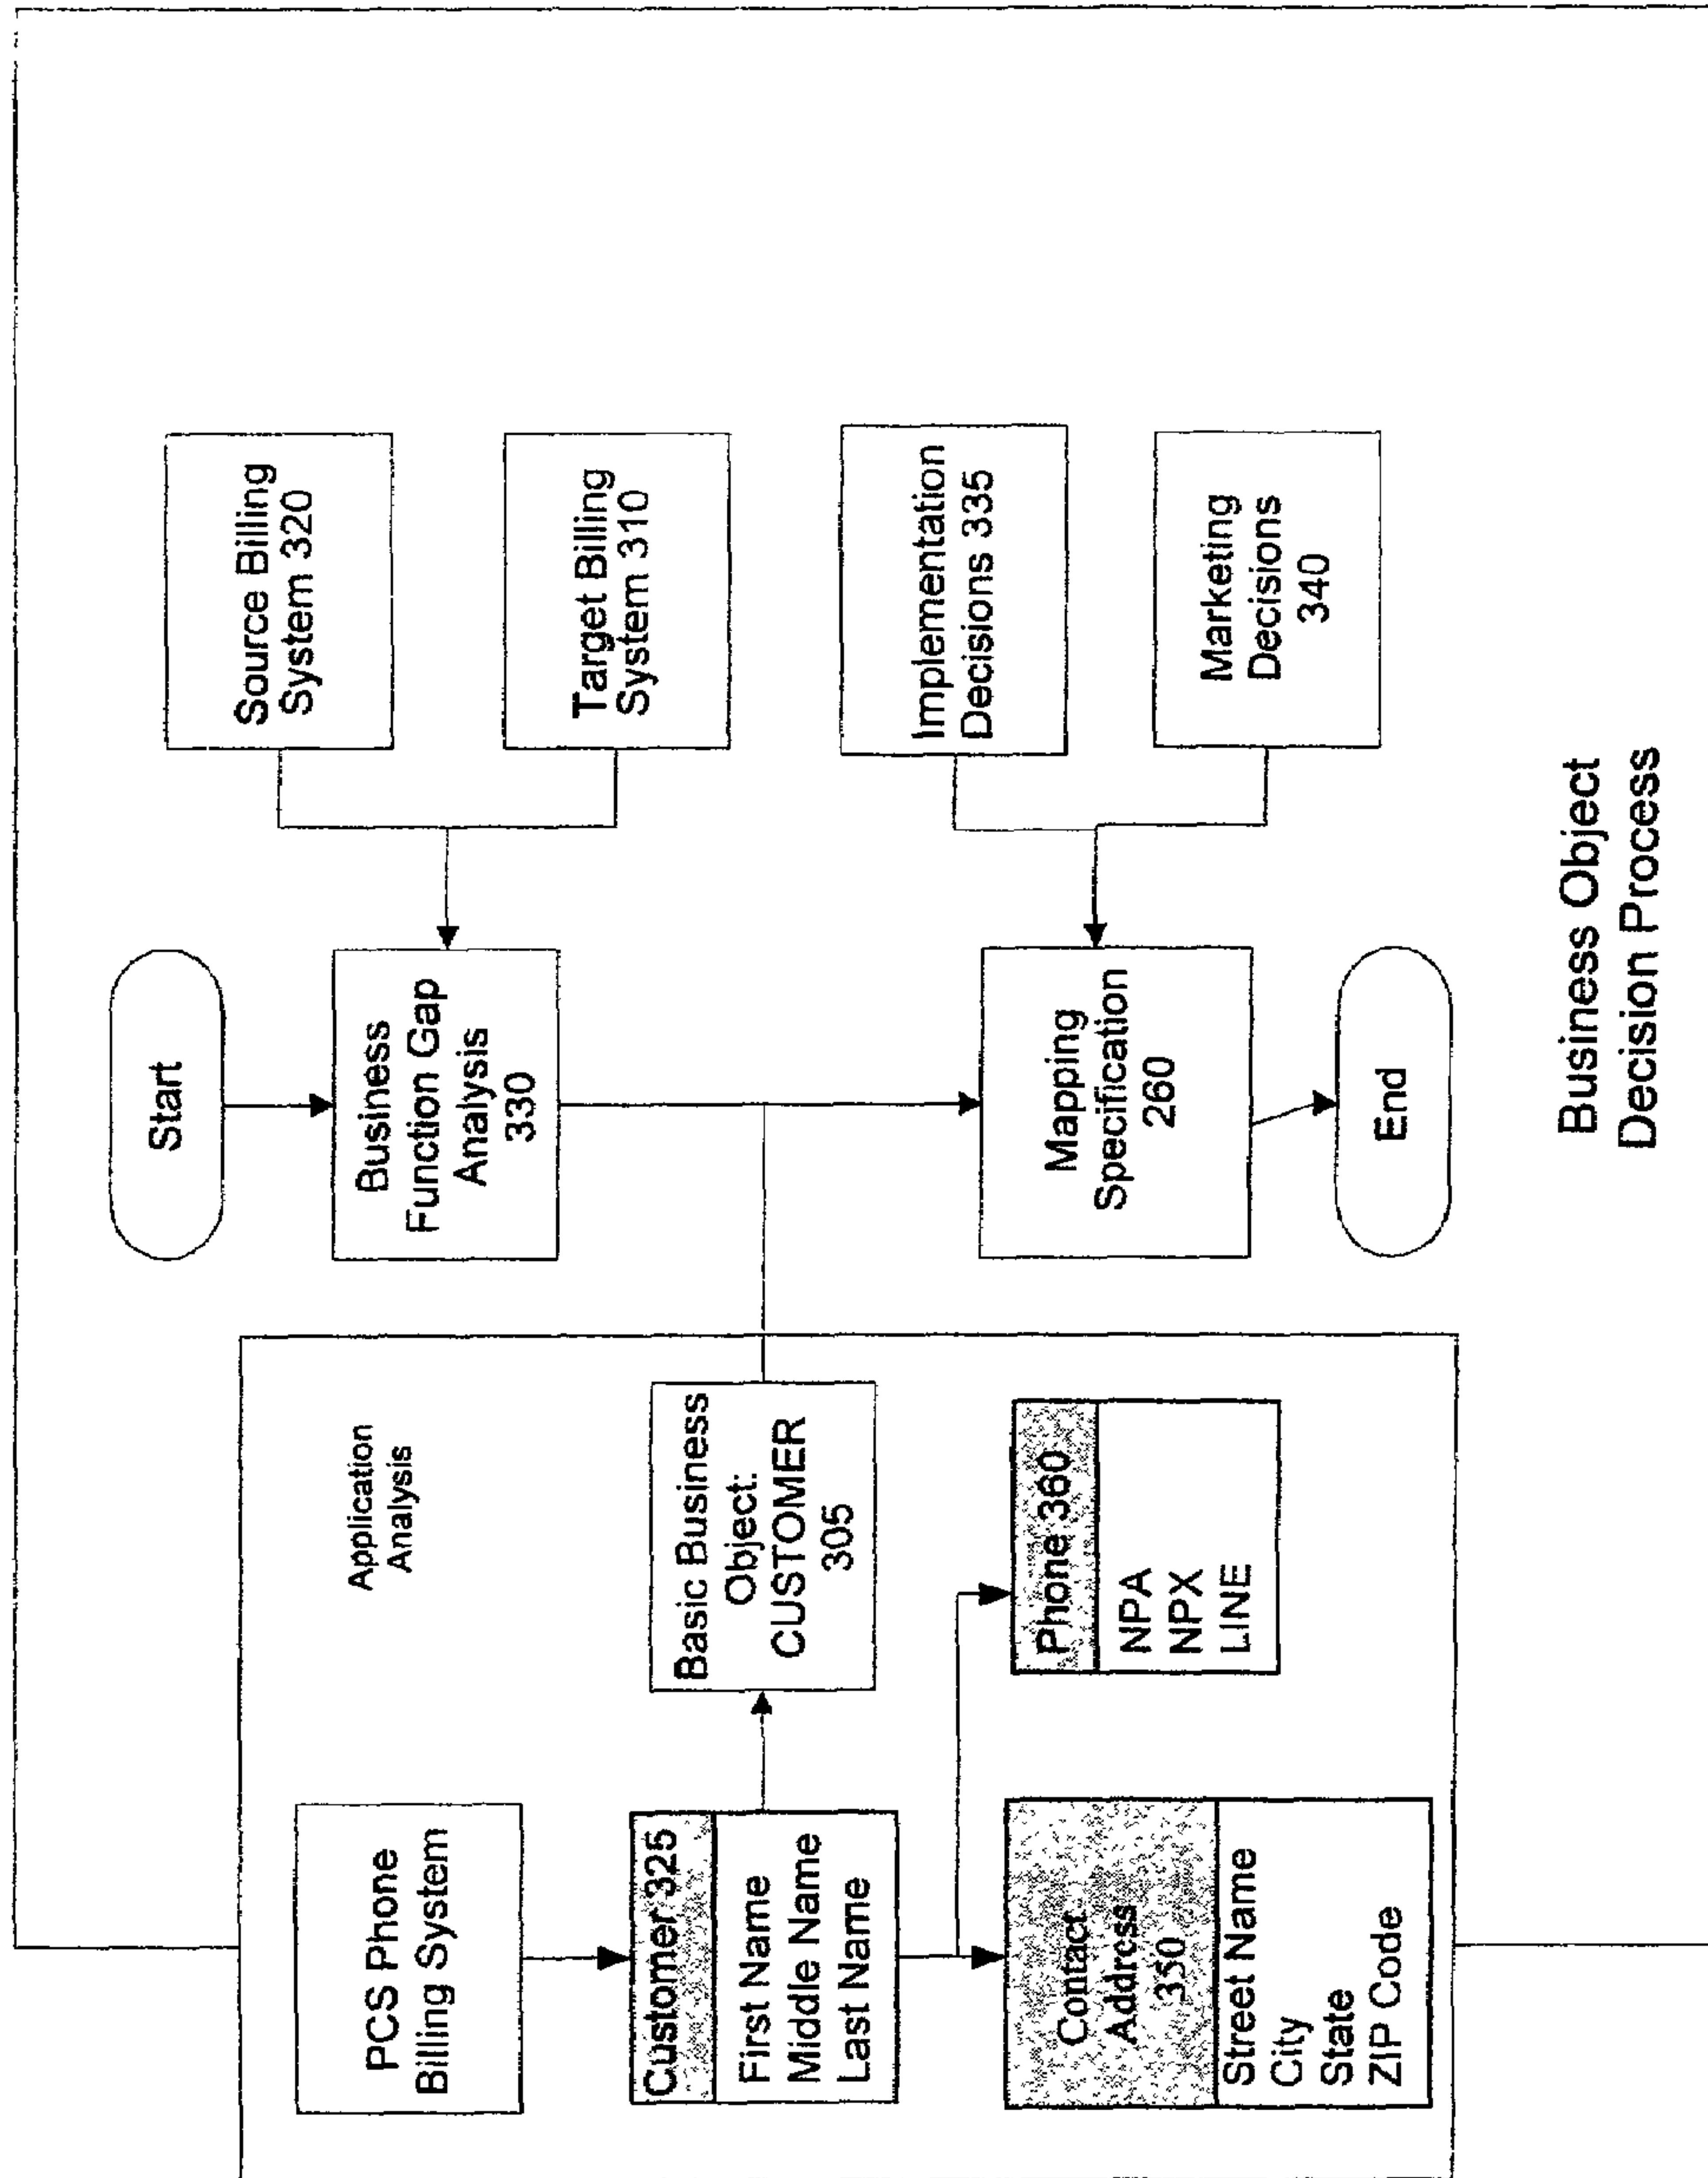 Start
Business
Function Gap
Analysis
330
Source Billing
System 320
Target Billing
System 310
Application
Analysis
PCS Phone
Billing System
Customer 325
First Name
Middle Name
Last Name
Basic Business
Object:
CUSTOMER
305
Contact
Address
350
Street Name
City
State
ZIP Code
Phone 360
NPA
NPX
LINE
Mapping
Specification
260
Implementation
Decisions 335
Marketing
Decisions
340
End
Business Object
Decision Process